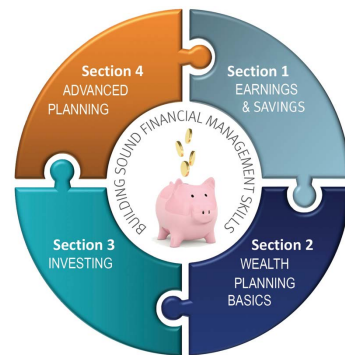 Section 1
EARNINGS
& SAVINGS
Section 2
WEALTH
PLANNING
BASICS
Section 3
INVESTING
Section 4
ADVANCED
PLANNING
BUILDING SOUND FINANCIAL MANAGEMENT SKILLS